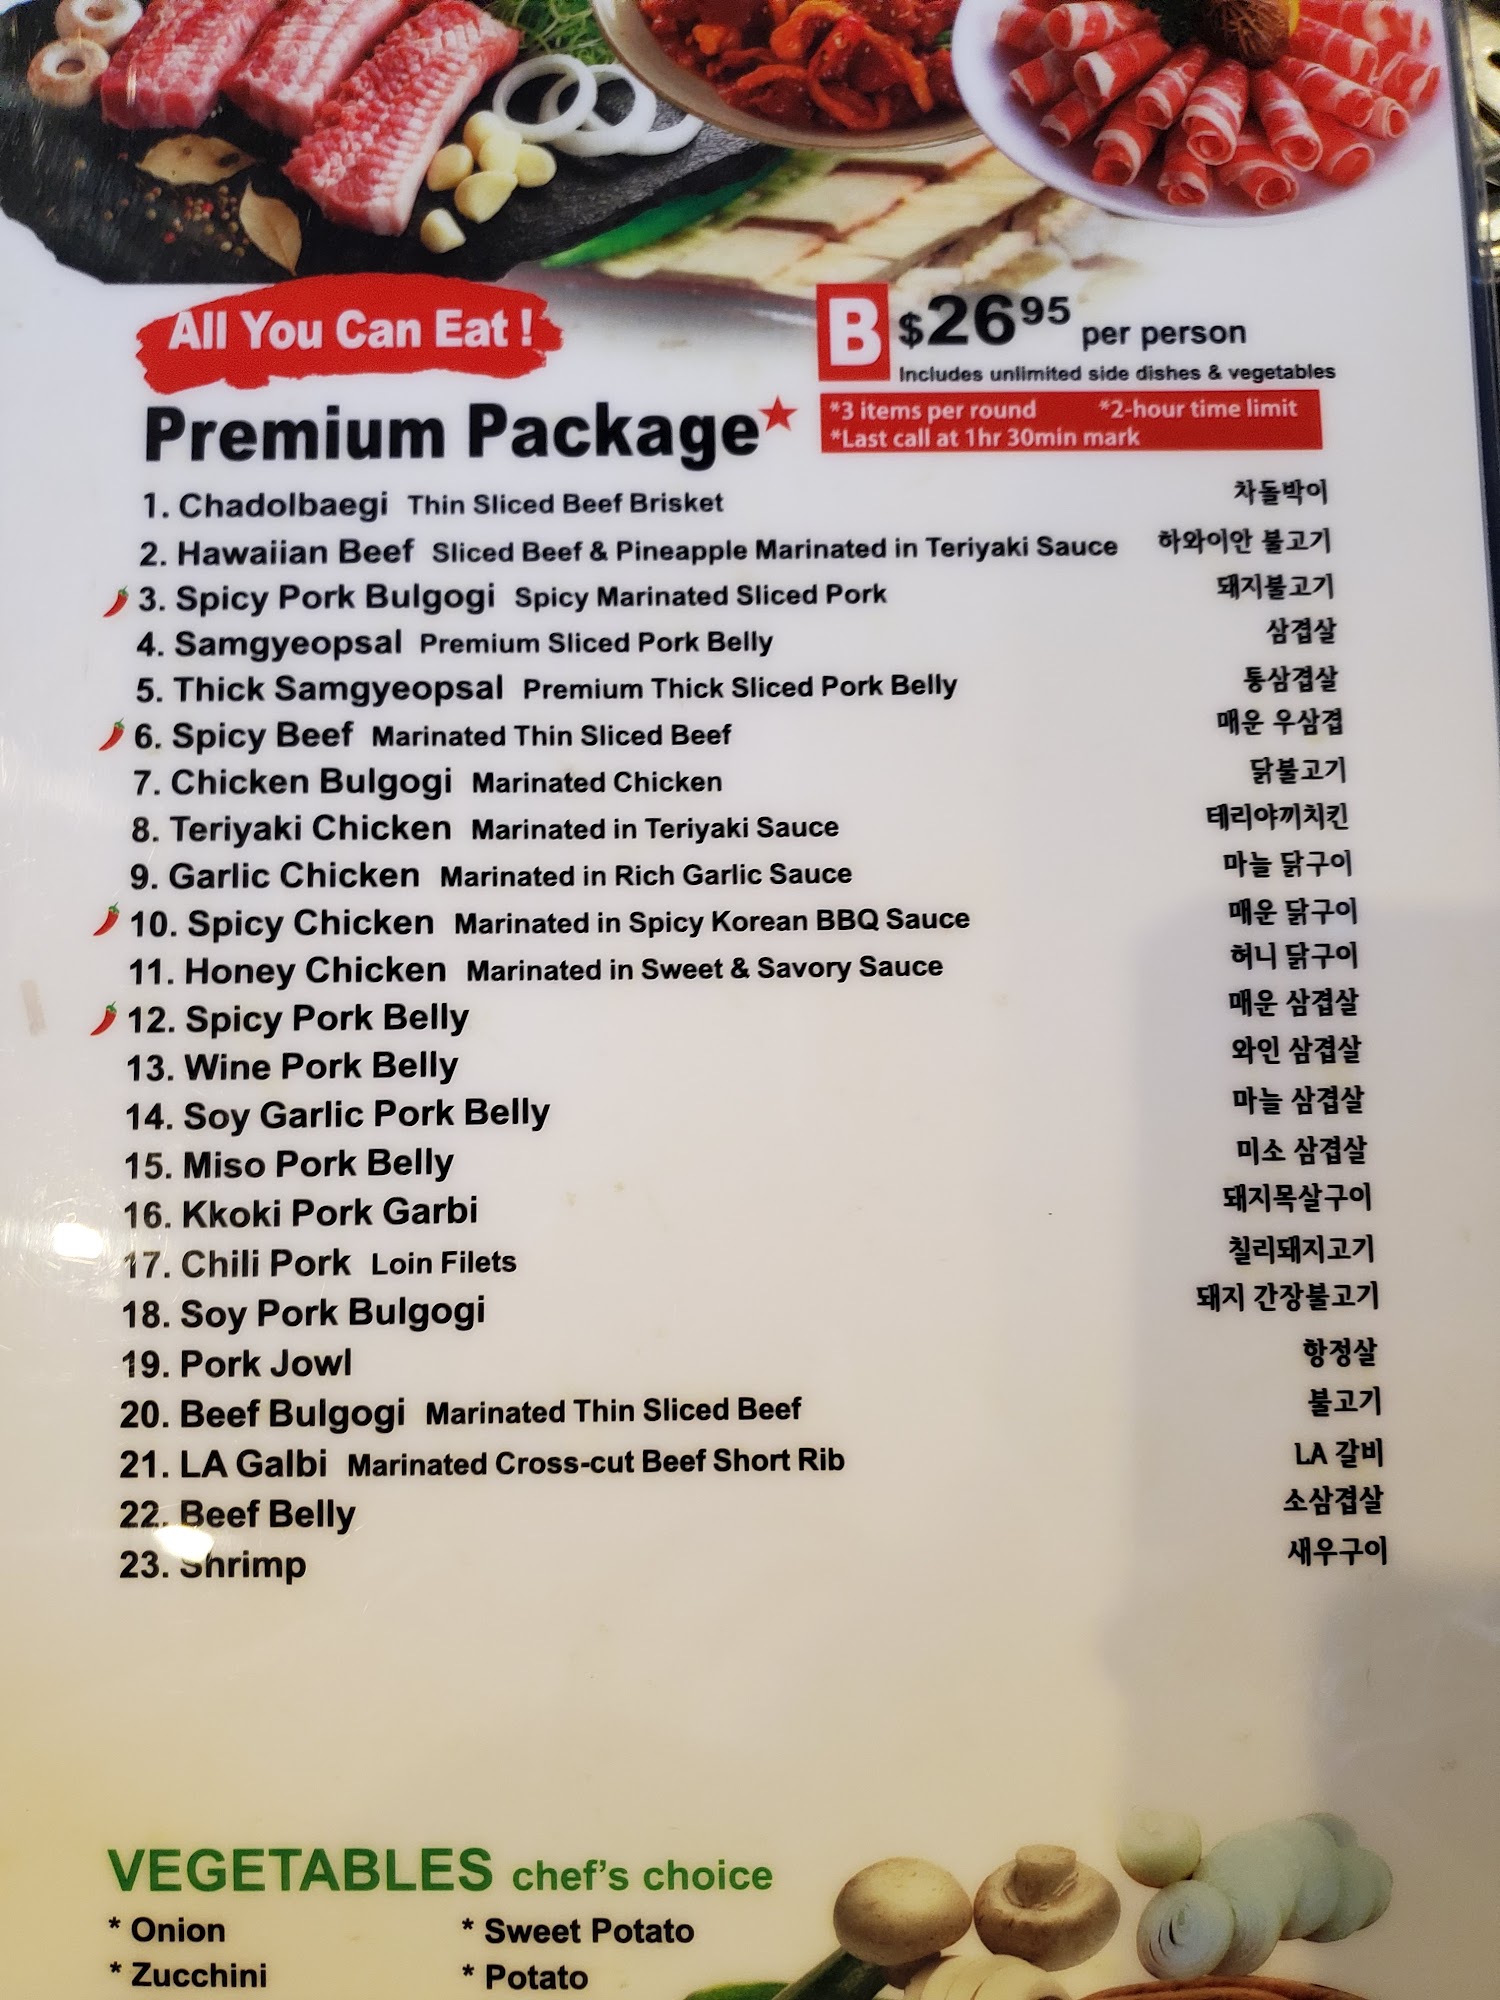 All You Can Eat !
B $26 95 per person
Includes unlimited side dishes & vegetables
Premium Package
*3 items per round *2-hour time limit
*Last call at 1hr 30min mark
1. Chadolbaegi Thin Sliced Beef Brisket 차돌박이
2. Hawaiian Beef Sliced Beef & Pineapple Marinated in Teriyaki Sauce 하와이안 불고기
3. Spicy Pork Bulgogi Spicy Marinated Sliced Pork 돼지불고기
4. Samgyeopsal Premium Sliced Pork Belly 삼겹살
5. Thick Samgyeopsal Premium Thick Sliced Pork Belly 통삼겹살
6. Spicy Beef Marinated Thin Sliced Beef 매운 우삼겹
7. Chicken Bulgogi Marinated Chicken 닭불고기
8. Teriyaki Chicken Marinated in Teriyaki Sauce 테리야끼치킨
9. Garlic Chicken Marinated in Rich Garlic Sauce 마늘 닭구이
10. Spicy Chicken Marinated in Spicy Korean BBQ Sauce 매운 닭구이
11. Honey Chicken Marinated in Sweet & Savory Sauce 허니 닭구이
12. Spicy Pork Belly 매운 삼겹살
13. Wine Pork Belly 와인 삼겹살
14. Soy Garlic Pork Belly 마늘 삼겹살
15. Miso Pork Belly 미소 삼겹살
16. Kkoki Pork Garbi 돼지목살구이
17. Chili Pork Loin Filets 칠리돼지고기
18. Soy Pork Bulgogi 돼지 간장불고기
19. Pork Jowl 항정살
20. Beef Bulgogi Marinated Thin Sliced Beef 불고기
21. LA Galbi Marinated Cross-cut Beef Short Rib LA 갈비
22. Beef Belly 소삼겹살
23. Shrimp 새우구이
VEGETABLES chef's choice
* Onion * Sweet Potato
* Zucchini * Potato